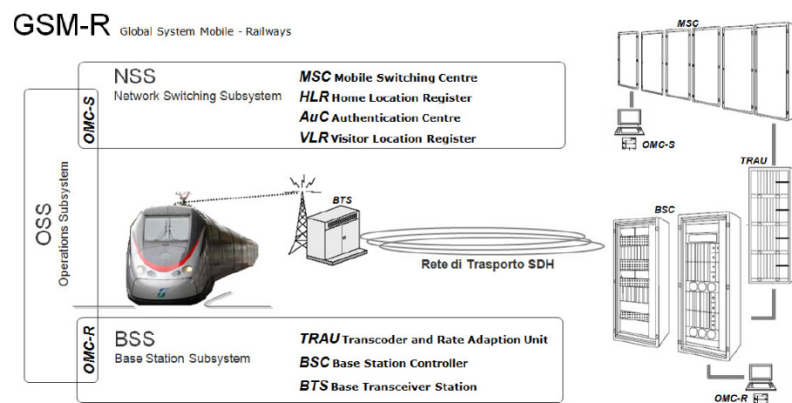 GSM-R Global System Mobile - Railways
NSS
Network Switching Subsystem
MSC Mobile Switching Centre
HLR Home Location Register
AuC Authentication Centre
VLR Visitor Location Register
OMC-S
OSS
Operations Subsystem
OMC-R
BTS
Rete di Trasporto SDH
BSS
Base Station Subsystem
TRAU Transcoder and Rate Adaption Unit
BSC Base Station Controller
BTS Base Transceiver Station
MSC
OMC-S
TRAU
BSC
OMC-R